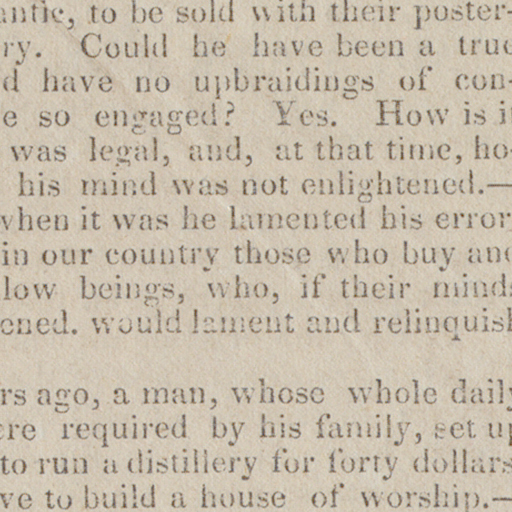 antic, to be sold with their poster-
ry. Could he have been a true
d have no upbraidings of con-
e so engaged? Yes. How is it
was legal, and, at that time, ho-
his mind was not enlightened.—
when it was he lamented his error
in our country those who buy and
low beings, who, if their minds
ened. would lament and relinquish
rs ago, a man, whose whole daily
ere required by his family, set up
to run a distillery for forty dollars
ve to build a house of worship.—